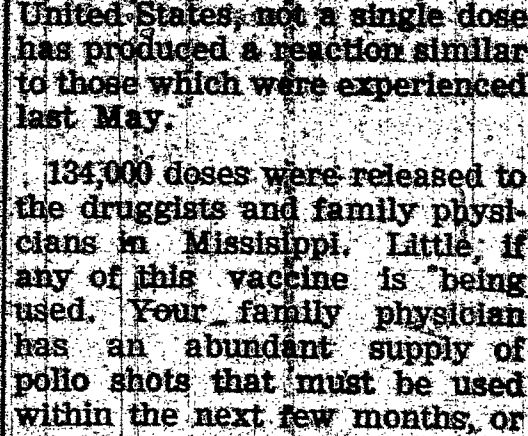 United States, not a single dose
has produced a reaction similar
to those which were experienced
last May.
134,000 doses were released to
the druggists and family physi-
cians in Missisippi. Little, if
any of this vaccine is being
used. Your family physician
has an abundant supply of
polio shots that must be used
within the next few months, or